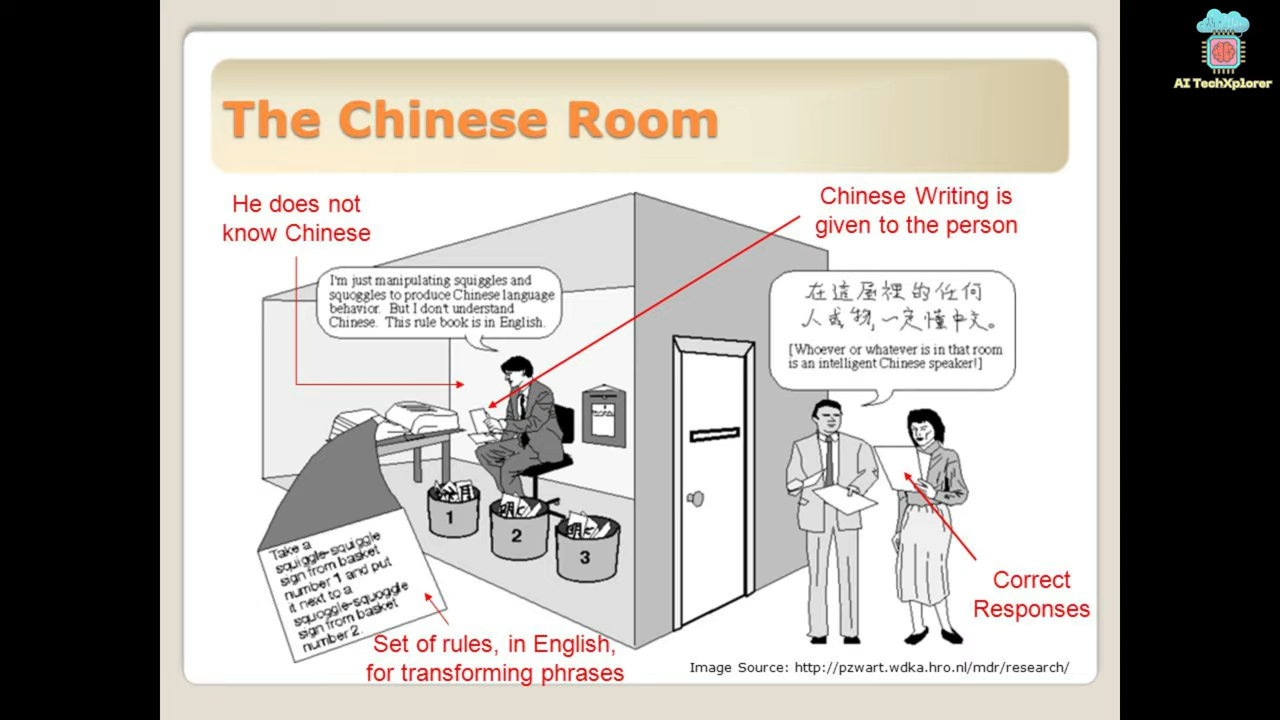 AI TechXplorer
The Chinese Room
He does not
know Chinese
Chinese Writing is
given to the person
I'm just manipulating squiggles and
squoggles to produce Chinese language
behavior. But I don't understand
Chinese. This rule book is in English.
在這屋裡的任何
人或物,一定懂中文。
[Whoever or whatever is in that room
is an intelligent Chinese speaker!]
1
2
3
Take a
squiggle-squiggle
sign from basket
number 1 and put
it next to a
squoggle-squoggle
sign from basket
number 2.
Correct
Responses
Set of rules, in English,
for transforming phrases
Image Source: http://pzwart.wdka.hro.nl/mdr/research/